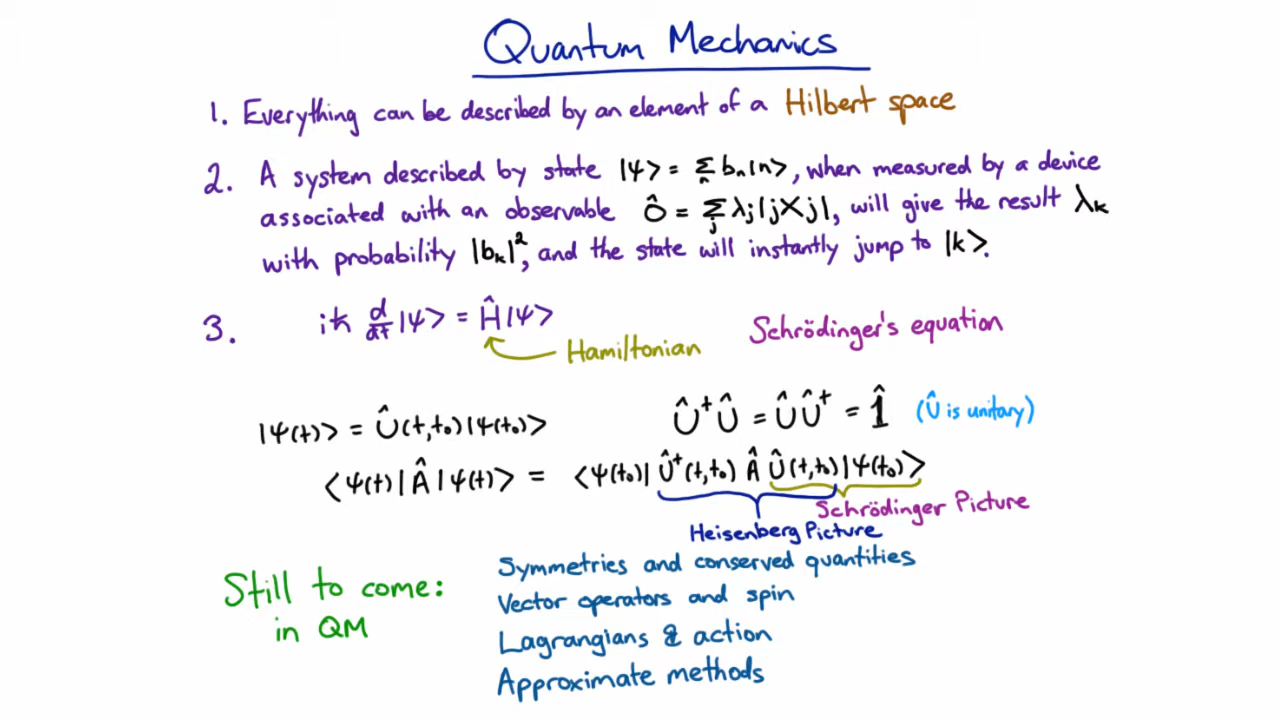 Quantum Mechanics
1. Everything can be described by an element of a Hilbert space
2. A system described by state |ψ> = Σₙ bₙ|n>, when measured by a device
associated with an observable Ô = Σⱼ λⱼ|jXj|, will give the result λₖ
with probability |bₖ|², and the state will instantly jump to |k>.
3. iħ d/dt |ψ> = Ĥ|ψ> Schrödinger's equation
Hamiltonian
|ψ(t)> = Û(t,t₀)|ψ(t₀)> Û†Û = ÛÛ† = 1̂ (Û is unitary)
<ψ(t)|Â|ψ(t)> = <ψ(t₀)|Û†(t,t₀) Â Û(t,t₀)|ψ(t₀)>
Schrödinger Picture
Heisenberg Picture
Still to come:
in QM
Symmetries and conserved quantities
Vector operators and spin
Lagrangians & action
Approximate methods